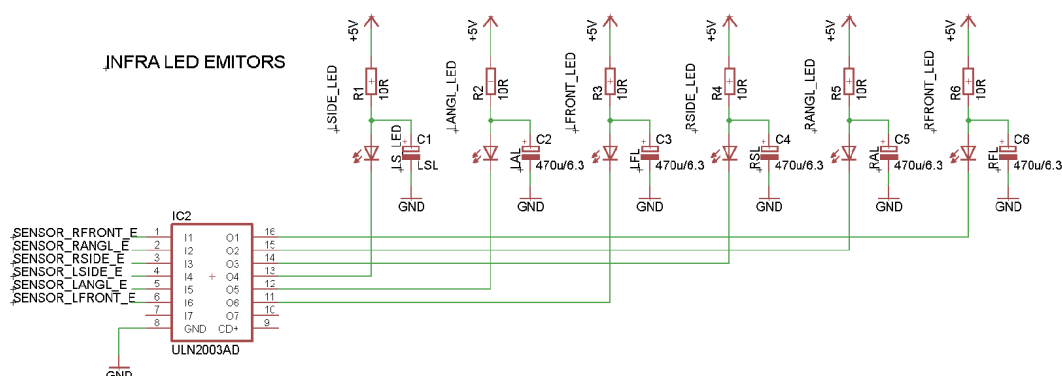 INFRA LED EMITORS
+5V +5V +5V +5V +5V +5V
LSIDE_LED R1 10R
LANGL_LED R2 10R
LFRONT_LED R3 10R
RSIDE_LED R4 10R
RANGL_LED R5 10R
RFRONT_LED R6 10R
LS_LED C1 LSL
LAL C2 470u/6.3
LFL C3 470u/6.3
RSL C4 470u/6.3
RAL C5 470u/6.3
RFL C6 470u/6.3
GND GND GND GND GND GND
IC2
SENSOR_RFRONT_E 1 I1 O1 16
SENSOR_RANGL_E 2 I2 O2 15
SENSOR_RSIDE_E 3 I3 O3 14
SENSOR_LSIDE_E 4 I4 O4 13
SENSOR_LANGL_E 5 I5 O5 12
SENSOR_LFRONT_E 6 I6 O6 11
7 I7 O7 10
8 GND CD+ 9
ULN2003AD
GND